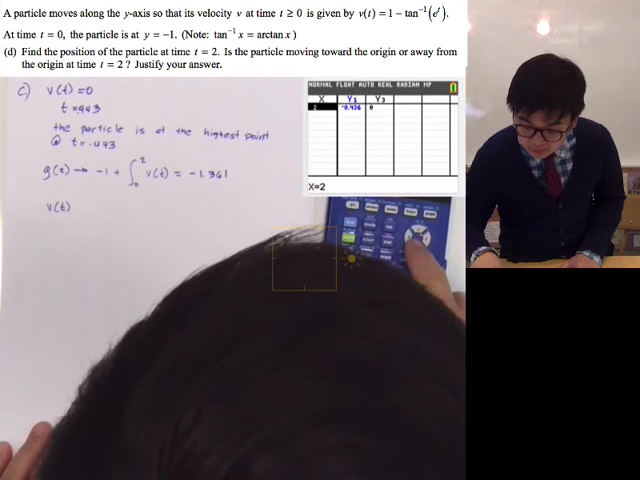 A particle moves along the y-axis so that its velocity v at time t ≥ 0 is given by v(t) = 1 − tan⁻¹(eᵗ).
At time t = 0, the particle is at y = −1. (Note: tan⁻¹ x = arctan x)
(d) Find the position of the particle at time t = 2. Is the particle moving toward the origin or away from
the origin at time t = 2? Justify your answer.
c) v(t) = 0
t = .443
the particle is at the highest point
@ t = .443
y(2) → -1 + ∫₀² v(t) = -1.361
v(t)
NORMAL FLOAT AUTO REAL RADIAN MP
X Y1 Y3
2 -0.436 0
X=2